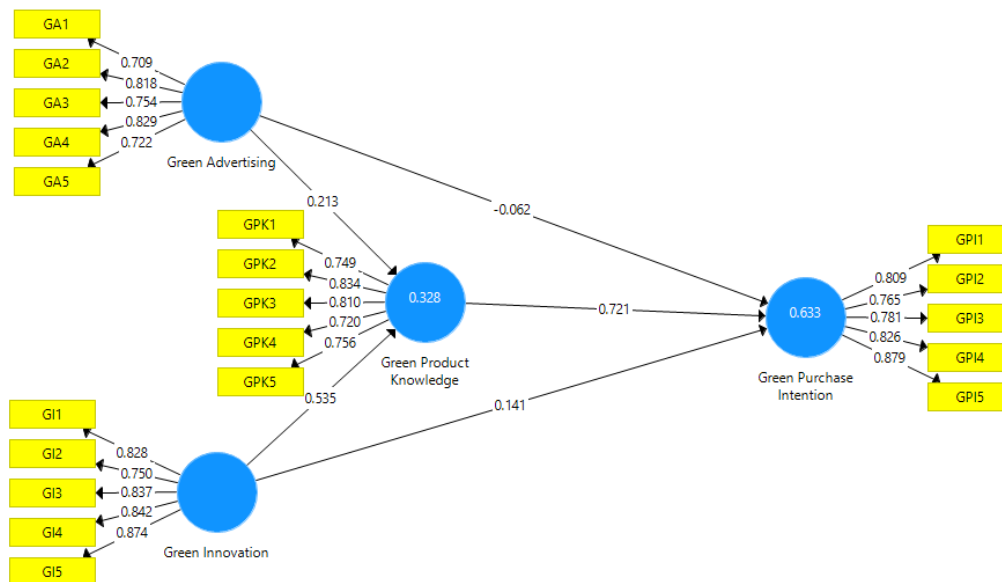 GA1
GA2
GA3
GA4
GA5
0.709
0.818
0.754
0.829
0.722
Green Advertising
0.213
-0.062
GPK1
GPK2
GPK3
GPK4
GPK5
0.749
0.834
0.810
0.720
0.756
0.328
Green Product
Knowledge
0.721
0.535
0.141
0.633
Green Purchase
Intention
GPI1
GPI2
GPI3
GPI4
GPI5
0.809
0.765
0.781
0.826
0.879
GI1
GI2
GI3
GI4
GI5
0.828
0.750
0.837
0.842
0.874
Green Innovation